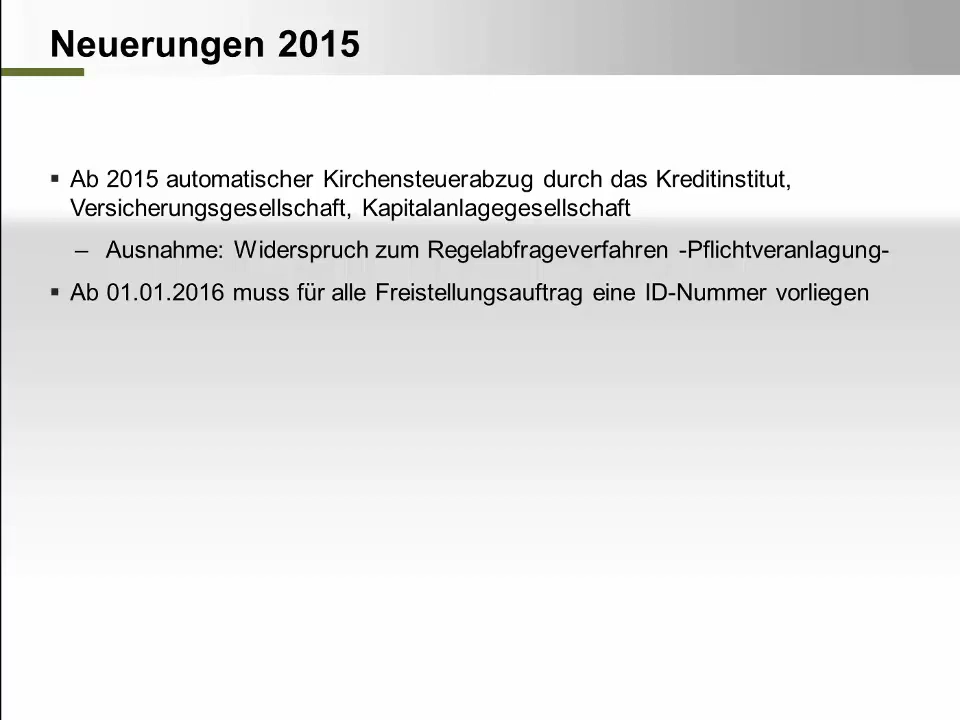 Neuerungen 2015
▪ Ab 2015 automatischer Kirchensteuerabzug durch das Kreditinstitut,
Versicherungsgesellschaft, Kapitalanlagegesellschaft
– Ausnahme: Widerspruch zum Regelabfrageverfahren -Pflichtveranlagung-
▪ Ab 01.01.2016 muss für alle Freistellungsauftrag eine ID-Nummer vorliegen